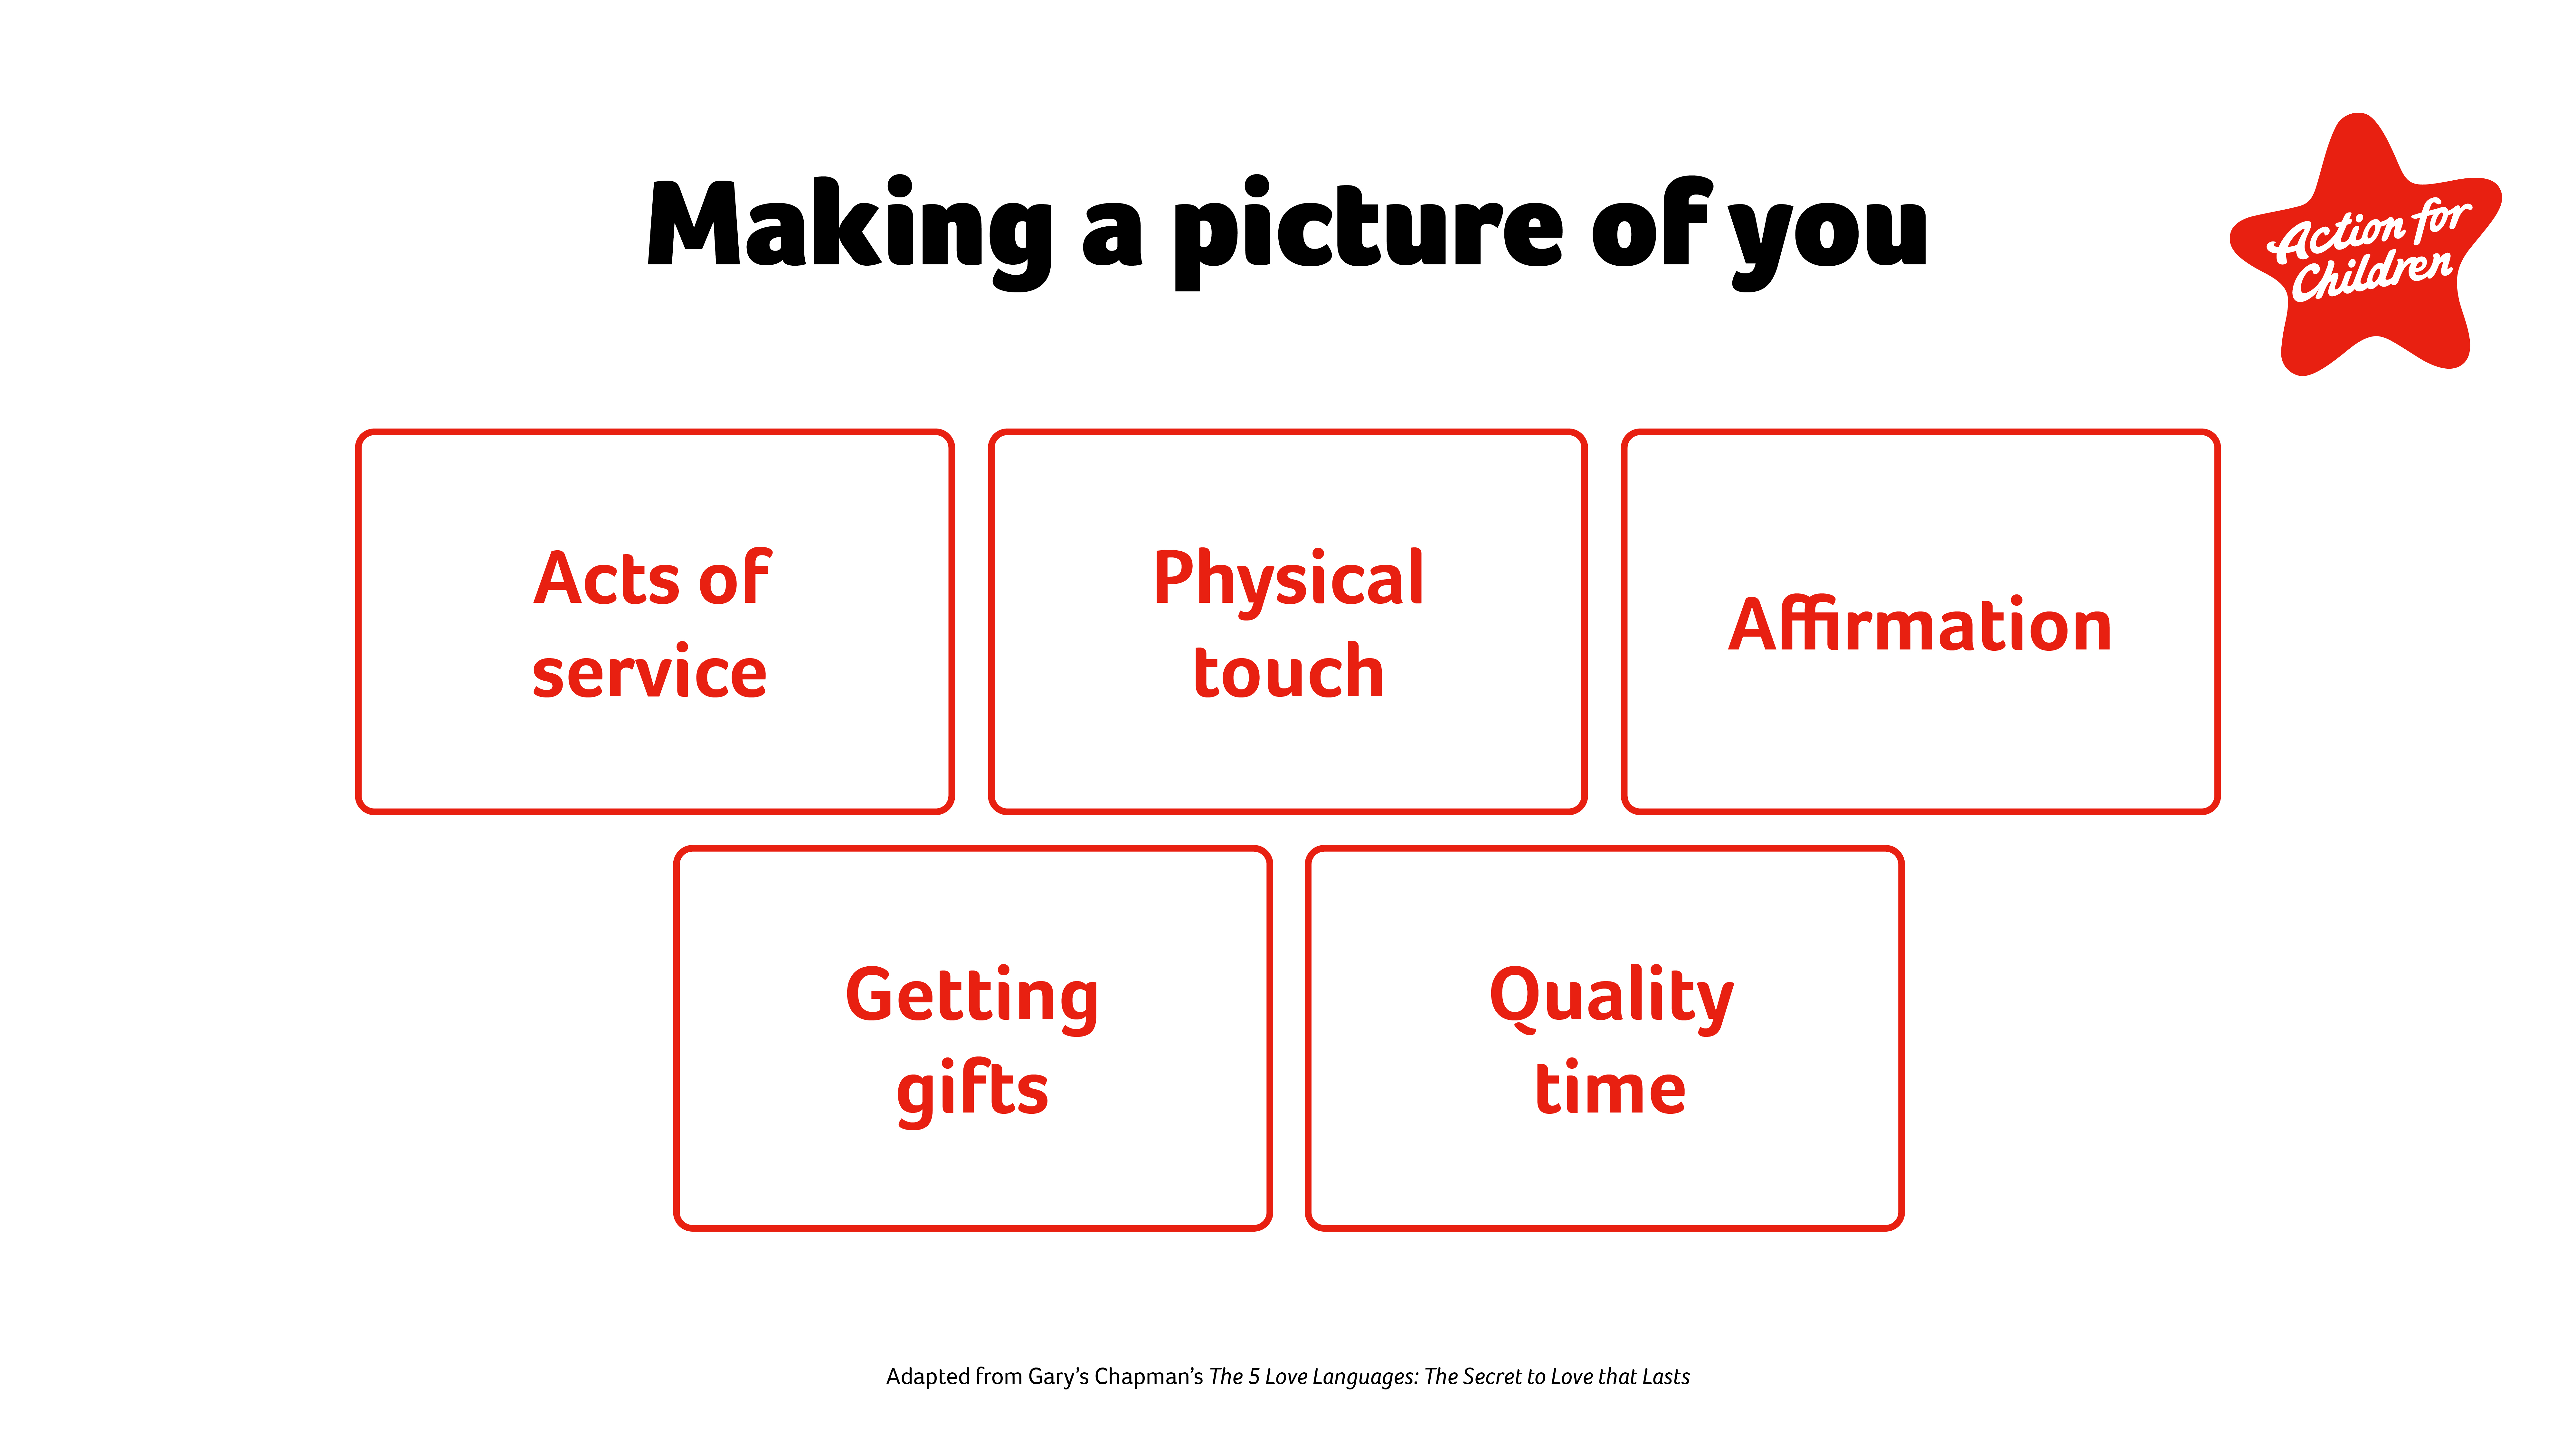 Making a picture of you
Action for
Children
Acts of
service
Physical
touch
Affirmation
Getting
gifts
Quality
time
Adapted from Gary’s Chapman’s The 5 Love Languages: The Secret to Love that Lasts